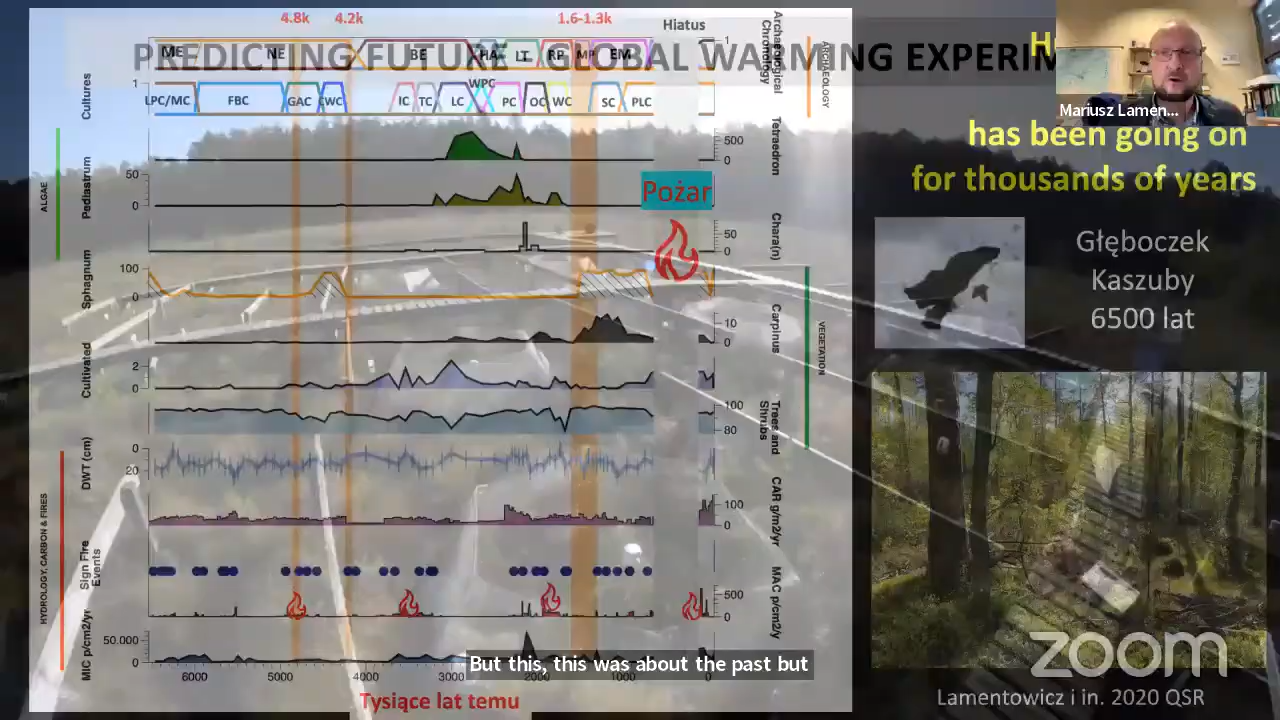 4.8k
4.2k
1.6-1.3k
Hiatus
Archaeological Chronology
ARCHAEOLOGY
PREDICTING FUTURE - GLOBAL WARMING EXPERIM
ME
NE
BE
HA
LT
RP
MP
EM
1
Cultures
1
LPC/MC
FBC
GAC
CWC
IC
TC
LC
WPC
PC
OC
WC
SC
PLC
Mariusz Lamen...
has been going on
for thousands of years
ALGAE
Tetraedron
500
0
Pediastrum
50
0
Pożar
Chara(n)
50
0
Głęboczek
Kaszuby
6500 lat
Sphagnum
100
0
Carpinus
10
0
VEGETATION
Cultivated
2
0
Trees and Shrubs
100
80
HYDROLOGY, CARBON & FIRES
DWT (cm)
0
20
CAR g/m2/yr
100
0
Sign Fire Events
MAC p/cm2/y
500
0
MIC p/cm2/yr
50.000
0
But this, this was about the past but
6000
5000
4000
3000
2000
1000
0
Tysiące lat temu
zoom
Lamentowicz i in. 2020 QSR